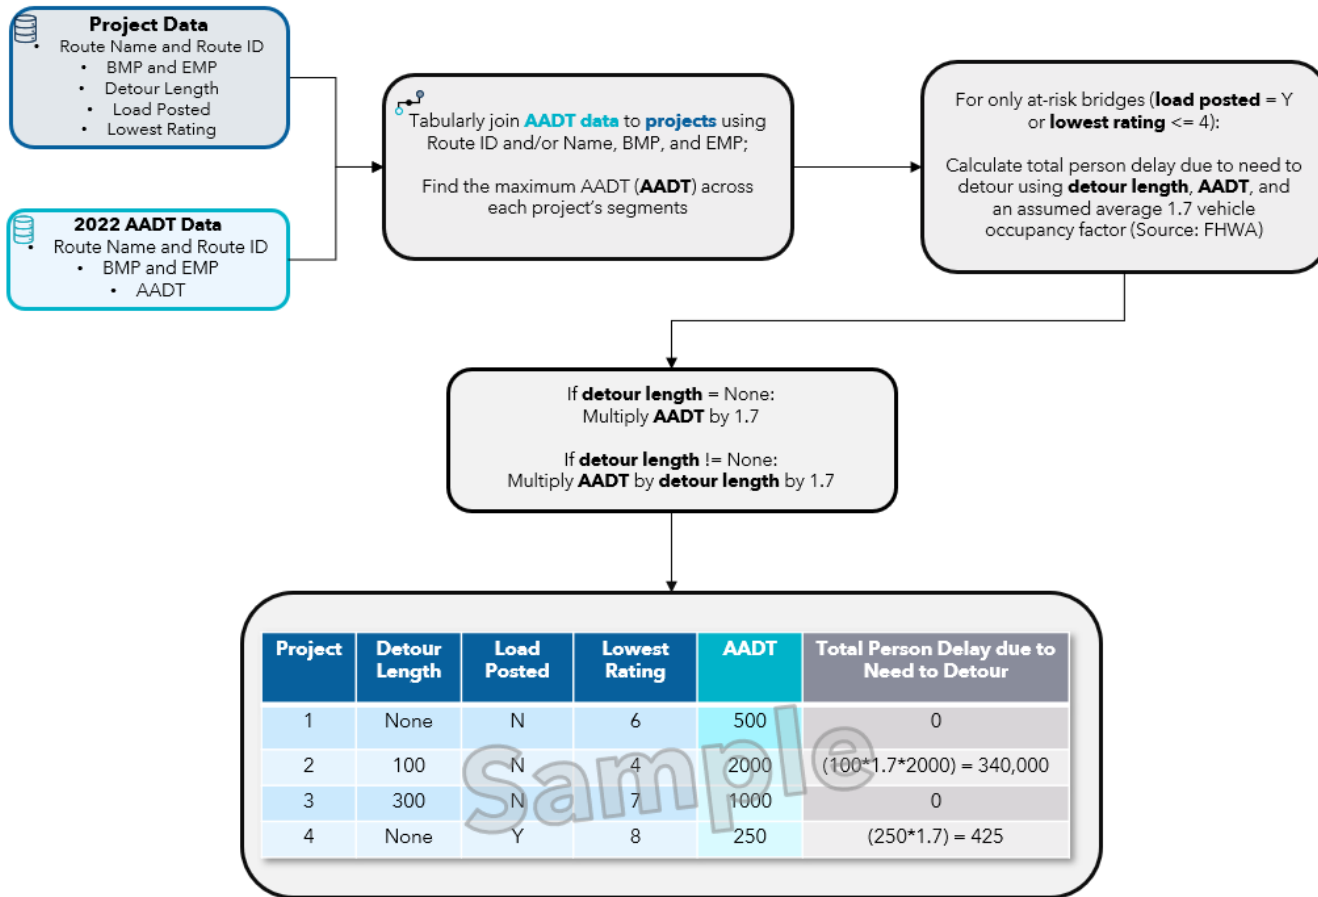 Project Data
• Route Name and Route ID
• BMP and EMP
• Detour Length
• Load Posted
• Lowest Rating
2022 AADT Data
• Route Name and Route ID
• BMP and EMP
• AADT
Tabularly join AADT data to projects using
Route ID and/or Name, BMP, and EMP;
Find the maximum AADT (AADT) across
each project's segments
For only at-risk bridges (load posted = Y
or lowest rating <= 4):
Calculate total person delay due to need to
detour using detour length, AADT, and
an assumed average 1.7 vehicle
occupancy factor (Source: FHWA)
If detour length = None:
Multiply AADT by 1.7
If detour length != None:
Multiply AADT by detour length by 1.7
Project Detour Length Load Posted Lowest Rating AADT Total Person Delay due to Need to Detour
1 None N 6 500 0
2 100 N 4 2000 (100*1.7*2000) = 340,000
3 300 N 7 1000 0
4 None Y 8 250 (250*1.7) = 425
Sample